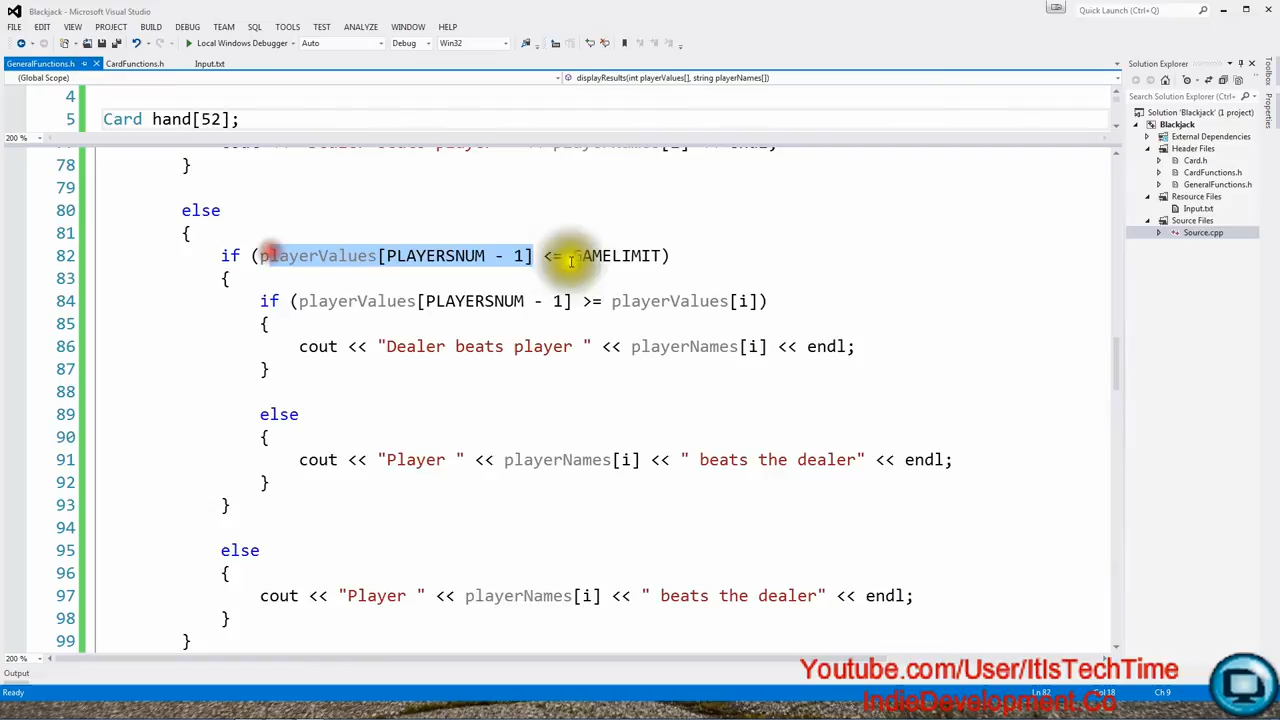 Blackjack - Microsoft Visual Studio
Quick Launch (Ctrl+Q)
FILE EDIT VIEW PROJECT BUILD DEBUG TEAM SQL TOOLS TEST ANALYZE WINDOW HELP
Local Windows Debugger Auto Debug Win32
GeneralFunctions.h CardFunctions.h Input.txt
(Global Scope) displayResults(int playerValues[], string playerNames[])
4
5 Card hand[52];
200 %
78 }
79
80 else
81 {
82 if (playerValues[PLAYERSNUM - 1] <= GAMELIMIT)
83 {
84 if (playerValues[PLAYERSNUM - 1] >= playerValues[i])
85 {
86 cout << "Dealer beats player " << playerNames[i] << endl;
87 }
88
89 else
90 {
91 cout << "Player " << playerNames[i] << " beats the dealer" << endl;
92 }
93 }
94
95 else
96 {
97 cout << "Player " << playerNames[i] << " beats the dealer" << endl;
98 }
99 }
200 %
Output
Ready Ln 82 Col 18 Ch 9
Solution Explorer
Search Solution Explorer (Ctrl+
Solution 'Blackjack' (1 project)
Blackjack
External Dependencies
Header Files
Card.h
CardFunctions.h
GeneralFunctions.h
Resource Files
Input.txt
Source Files
Source.cpp
Toolbox
Properties
Youtube.com/User/ItIsTechTime
IndieDevelopment.Co